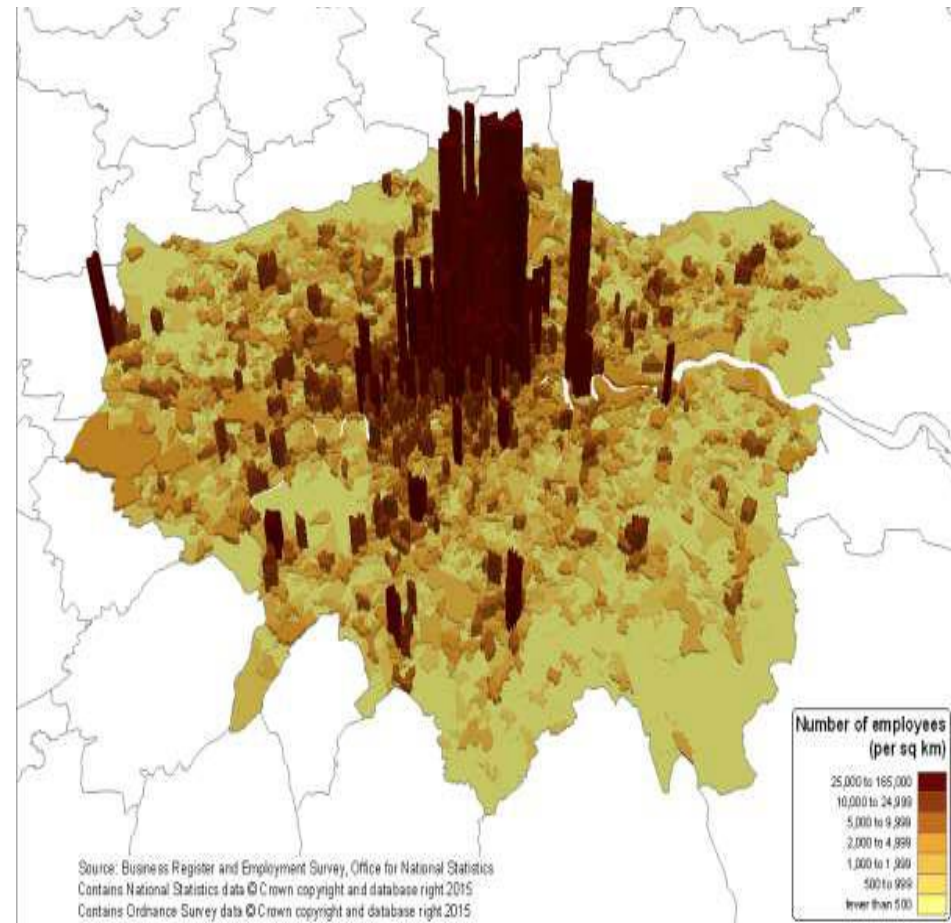 Number of employees
(per sq km)
25,000 to 165,000
10,000 to 24,999
5,000 to 9,999
2,000 to 4,999
1,000 to 1,999
500 to 999
fewer than 500
Source: Business Register and Employment Survey, Office for National Statistics
Contains National Statistics data © Crown copyright and database right 2015
Contains Ordnance Survey data © Crown copyright and database right 2015